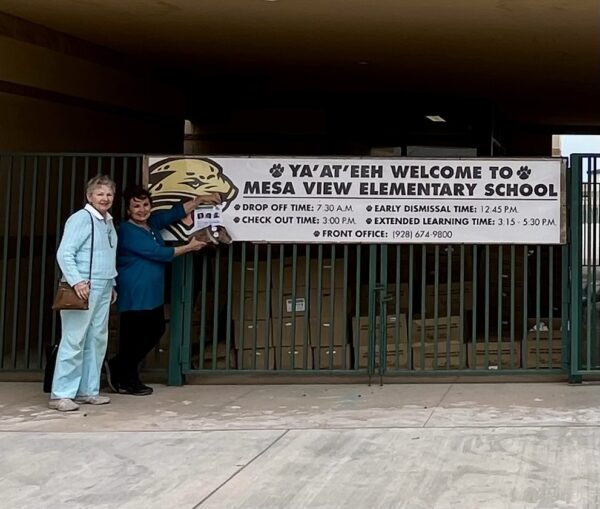 YA'AT'EEH WELCOME TO
MESA VIEW ELEMENTARY SCHOOL
DROP OFF TIME: 7:30 A.M. EARLY DISMISSAL TIME: 12:45 P.M.
CHECK OUT TIME: 3:00 P.M. EXTENDED LEARNING TIME: 3:15 - 5:30 P.M.
FRONT OFFICE: (928) 674-9800